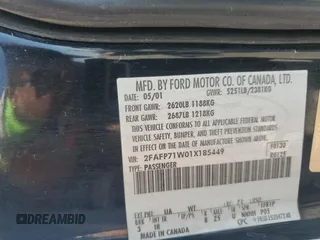 MFD. BY FORD MOTOR CO. OF CANADA, LTD.
DATE: 05/01 GVWR: 5251LB/2381KG
FRONT GAWR: 2620LB 1188KG
REAR GAWR: 2687LB 1218KG
THIS VEHICLE CONFORMS TO ALL APPLICABLE FEDERAL
MOTOR VEHICLE SAFETY, BUMPER, AND THEFT
PREVENTION STANDARDS IN EFFECT ON THE DATE OF
MANUFACTURE SHOWN ABOVE.
VIN: 2FAFP71W01X185449
TYPE: PASSENGER
MADE IN CANADA
DREAMBID